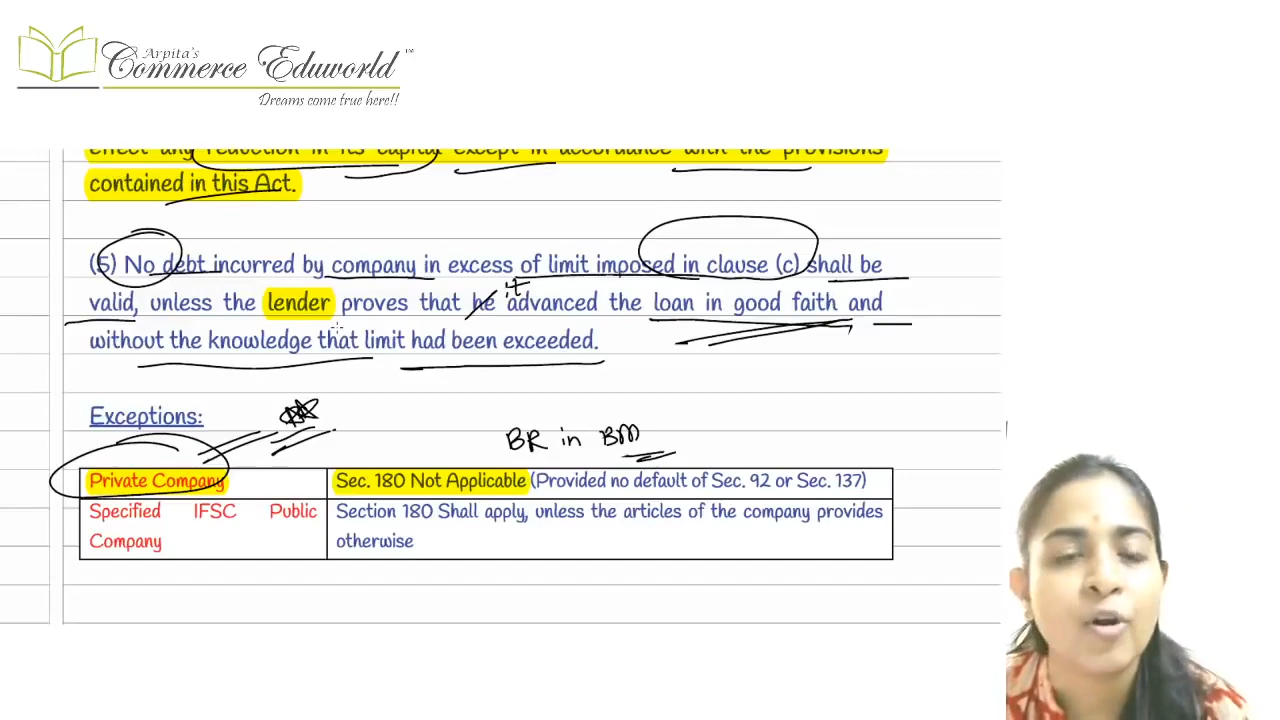 Arpita's
Commerce Eduworld™
Dreams come true here!!
effect any reduction in its capital except in accordance with the provisions
contained in this Act.
(5) No debt incurred by company in excess of limit imposed in clause (c) shall be
valid, unless the lender proves that he it advanced the loan in good faith and
without the knowledge that limit had been exceeded.
Exceptions:
BR in BM
Private Company Sec. 180 Not Applicable (Provided no default of Sec. 92 or Sec. 137)
Specified IFSC Public Section 180 Shall apply, unless the articles of the company provides
Company otherwise